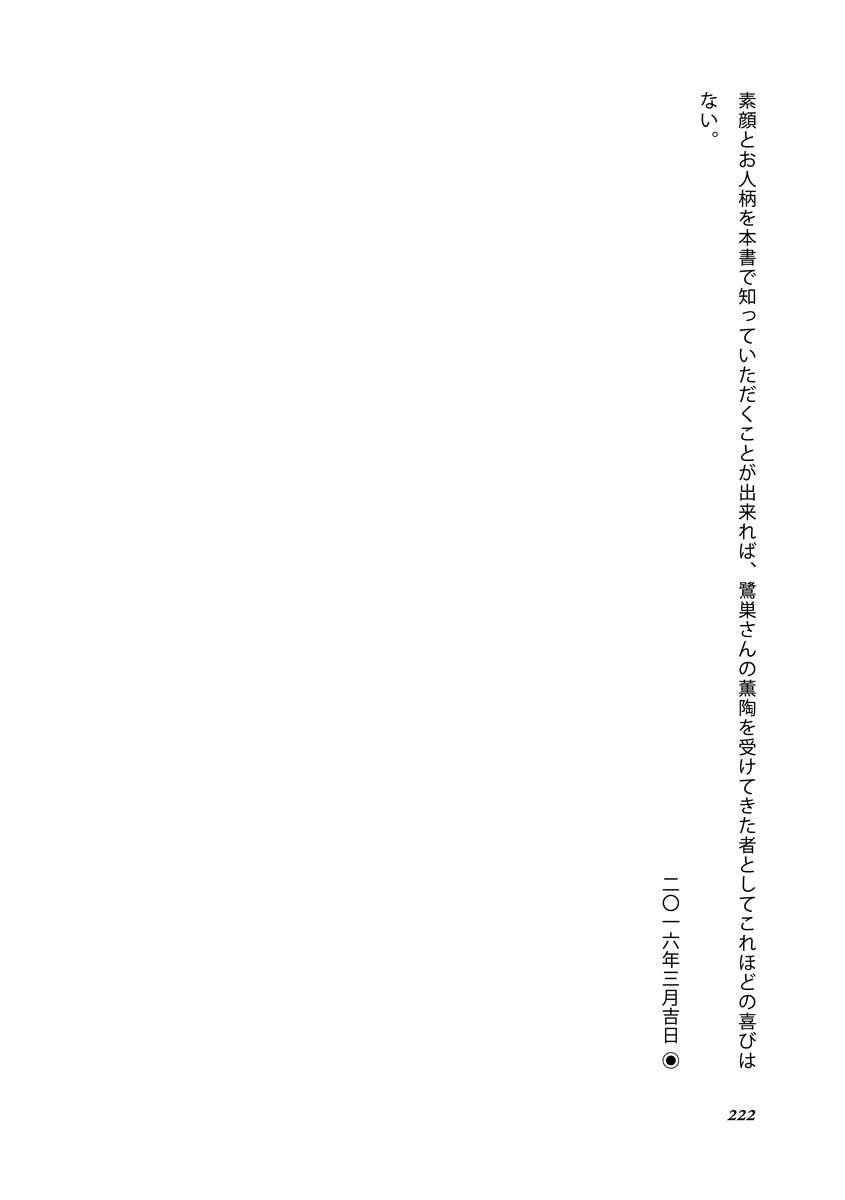 素顔とお人柄を本書で知っていただくことが出来れば、鷺巣さんの薫陶を受けてきた者としてこれほどの喜びは
ない。
二〇一六年三月吉日 ◉
222